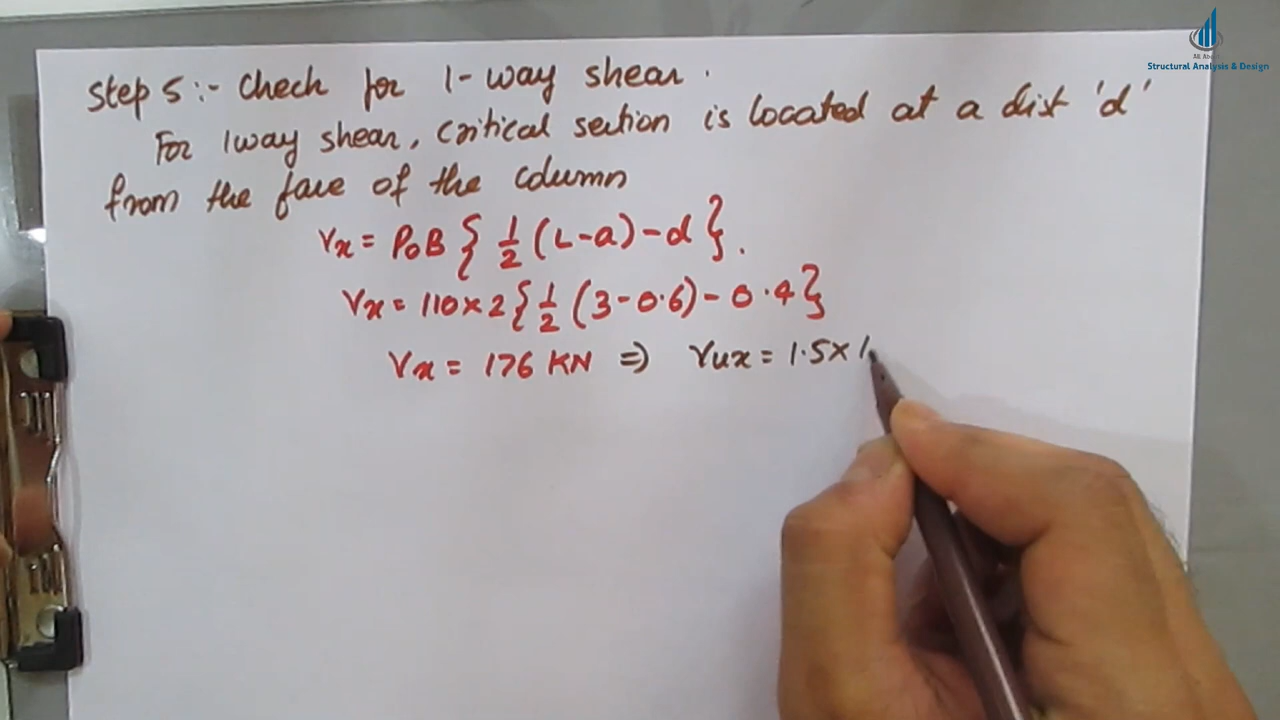 All About
Structural Analysis & Design
Step 5:- Check for 1-way shear.
For 1way shear, critical section is located at a dist 'd'
from the face of the column
Vx = P0B { 1/2 (L-a) - d }.
Vx = 110 × 2 { 1/2 (3-0.6) - 0.4 }
Vx = 176 KN => Vux = 1.5 × 1